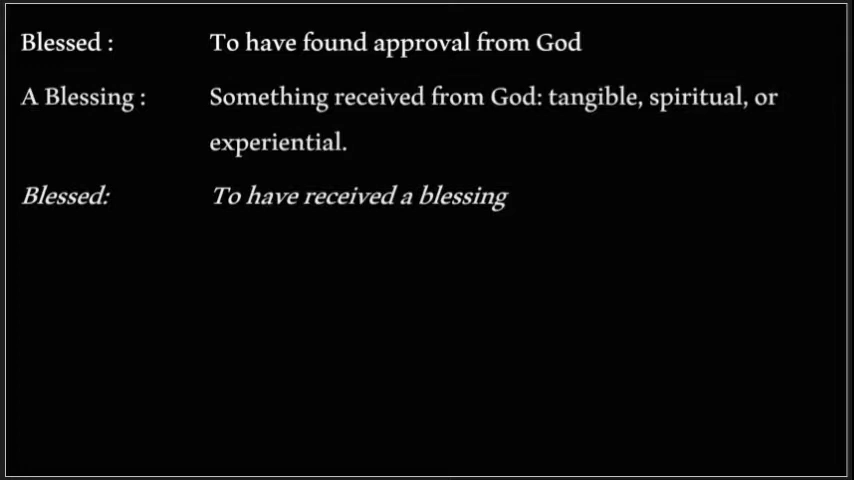 Blessed : To have found approval from God
A Blessing : Something received from God: tangible, spiritual, or
experiential.
Blessed: To have received a blessing